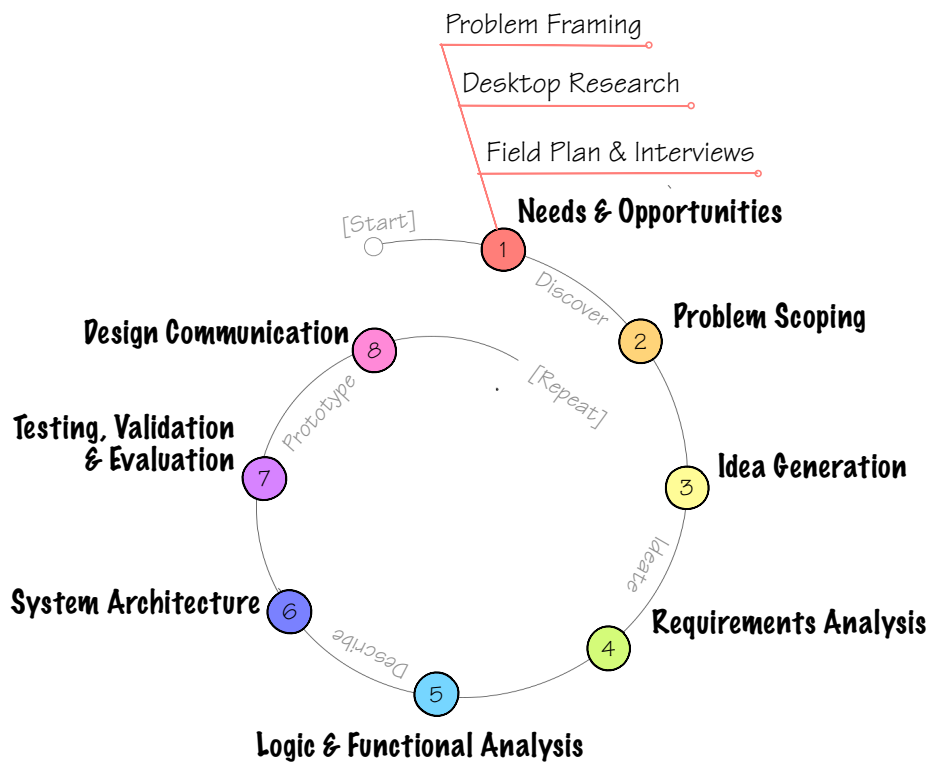 Problem Framing
Desktop Research
Field Plan & Interviews
Needs & Opportunities
[Start]
1
Discover
Problem Scoping
2
Design Communication
8
[Repeat]
Prototype
Testing, Validation
& Evaluation
7
Idea Generation
3
Ideate
System Architecture
6
Requirements Analysis
4
Describe
5
Logic & Functional Analysis